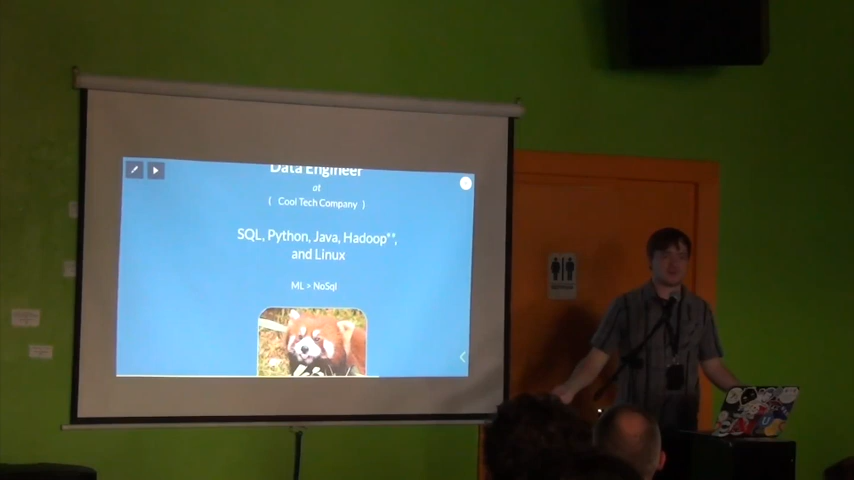 Data Engineer
at
{ Cool Tech Company }
SQL, Python, Java, Hadoop**,
and Linux
ML > NoSql